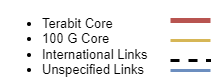 Terabit Core
100 G Core
International Links
Unspecified Links